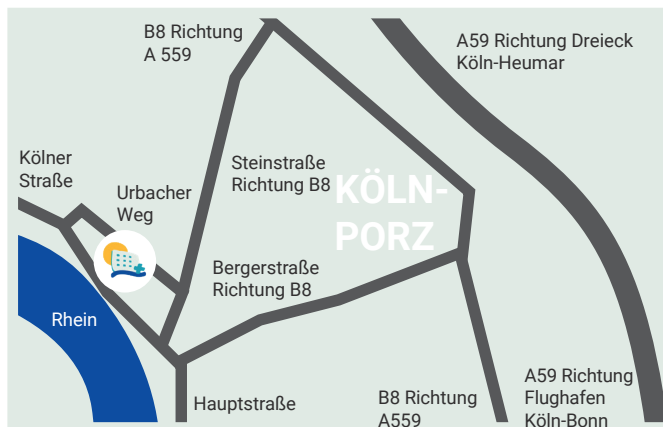 B8 Richtung
A 559
A59 Richtung Dreieck
Köln-Heumar
Kölner
Straße
Urbacher
Weg
Steinstraße
Richtung B8
KÖLN-
PORZ
Bergerstraße
Richtung B8
Rhein
Hauptstraße
B8 Richtung
A559
A59 Richtung
Flughafen
Köln-Bonn